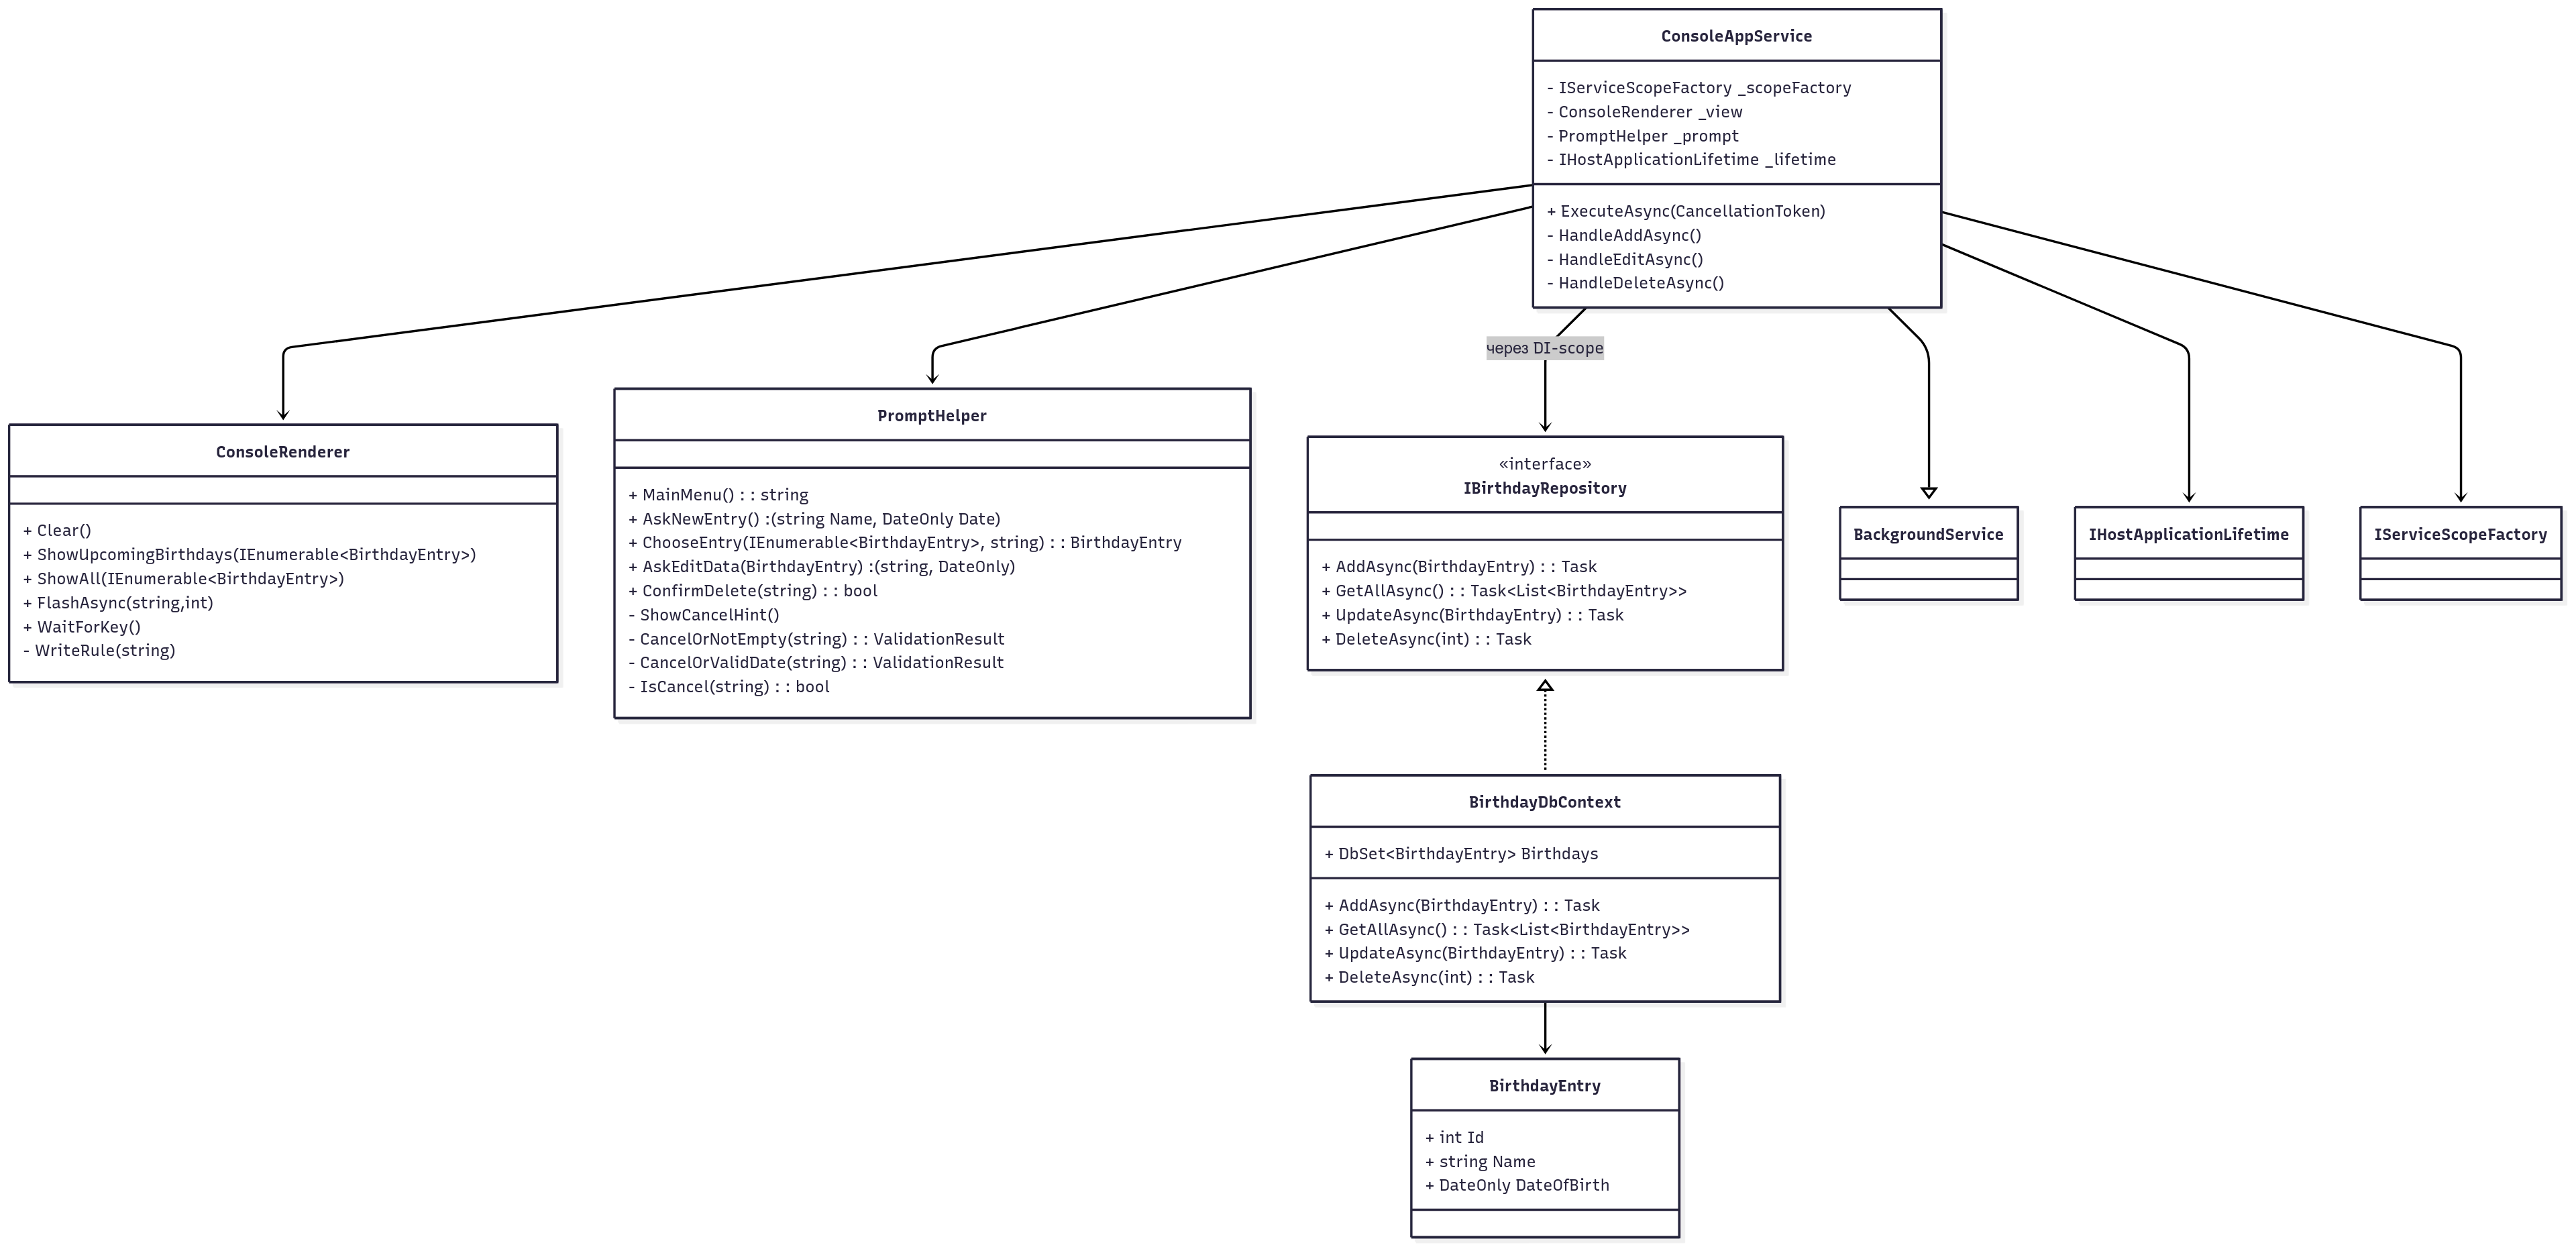 ConsoleAppService
- IServiceScopeFactory _scopeFactory
- ConsoleRenderer _view
- PromptHelper _prompt
- IHostApplicationLifetime _lifetime
+ ExecuteAsync(CancellationToken)
- HandleAddAsync()
- HandleEditAsync()
- HandleDeleteAsync()
через DI-scope
ConsoleRenderer
+ Clear()
+ ShowUpcomingBirthdays(IEnumerable<BirthdayEntry>)
+ ShowAll(IEnumerable<BirthdayEntry>)
+ FlashAsync(string,int)
+ WaitForKey()
- WriteRule(string)
PromptHelper
+ MainMenu() : : string
+ AskNewEntry() :(string Name, DateOnly Date)
+ ChooseEntry(IEnumerable<BirthdayEntry>, string) : : BirthdayEntry
+ AskEditData(BirthdayEntry) :(string, DateOnly)
+ ConfirmDelete(string) : : bool
- ShowCancelHint()
- CancelOrNotEmpty(string) : : ValidationResult
- CancelOrValidDate(string) : : ValidationResult
- IsCancel(string) : : bool
«interface»
IBirthdayRepository
+ AddAsync(BirthdayEntry) : : Task
+ GetAllAsync() : : Task<List<BirthdayEntry>>
+ UpdateAsync(BirthdayEntry) : : Task
+ DeleteAsync(int) : : Task
BackgroundService
IHostApplicationLifetime
IServiceScopeFactory
BirthdayDbContext
+ DbSet<BirthdayEntry> Birthdays
+ AddAsync(BirthdayEntry) : : Task
+ GetAllAsync() : : Task<List<BirthdayEntry>>
+ UpdateAsync(BirthdayEntry) : : Task
+ DeleteAsync(int) : : Task
BirthdayEntry
+ int Id
+ string Name
+ DateOnly DateOfBirth